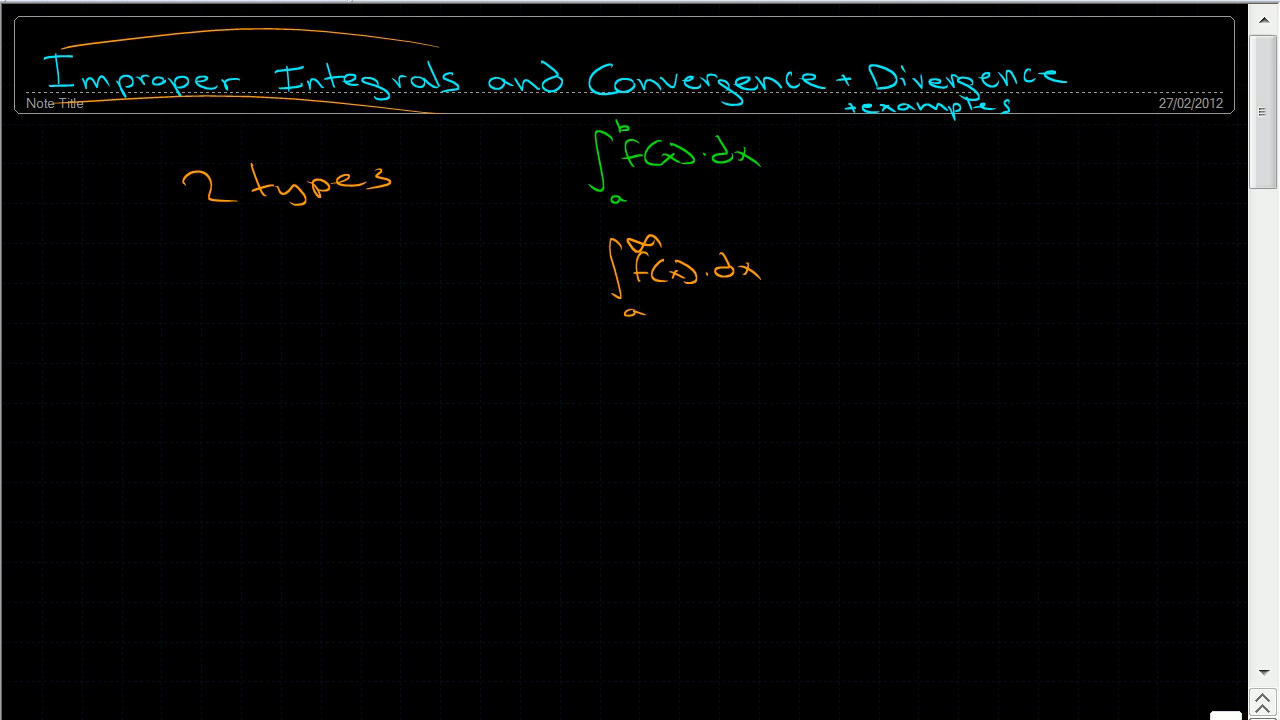 Improper Integrals and Convergence + Divergence
+ examples
Note Title 27/02/2012
2 types
∫_a^b f(x).dx
∫_a^∞ f(x).dx